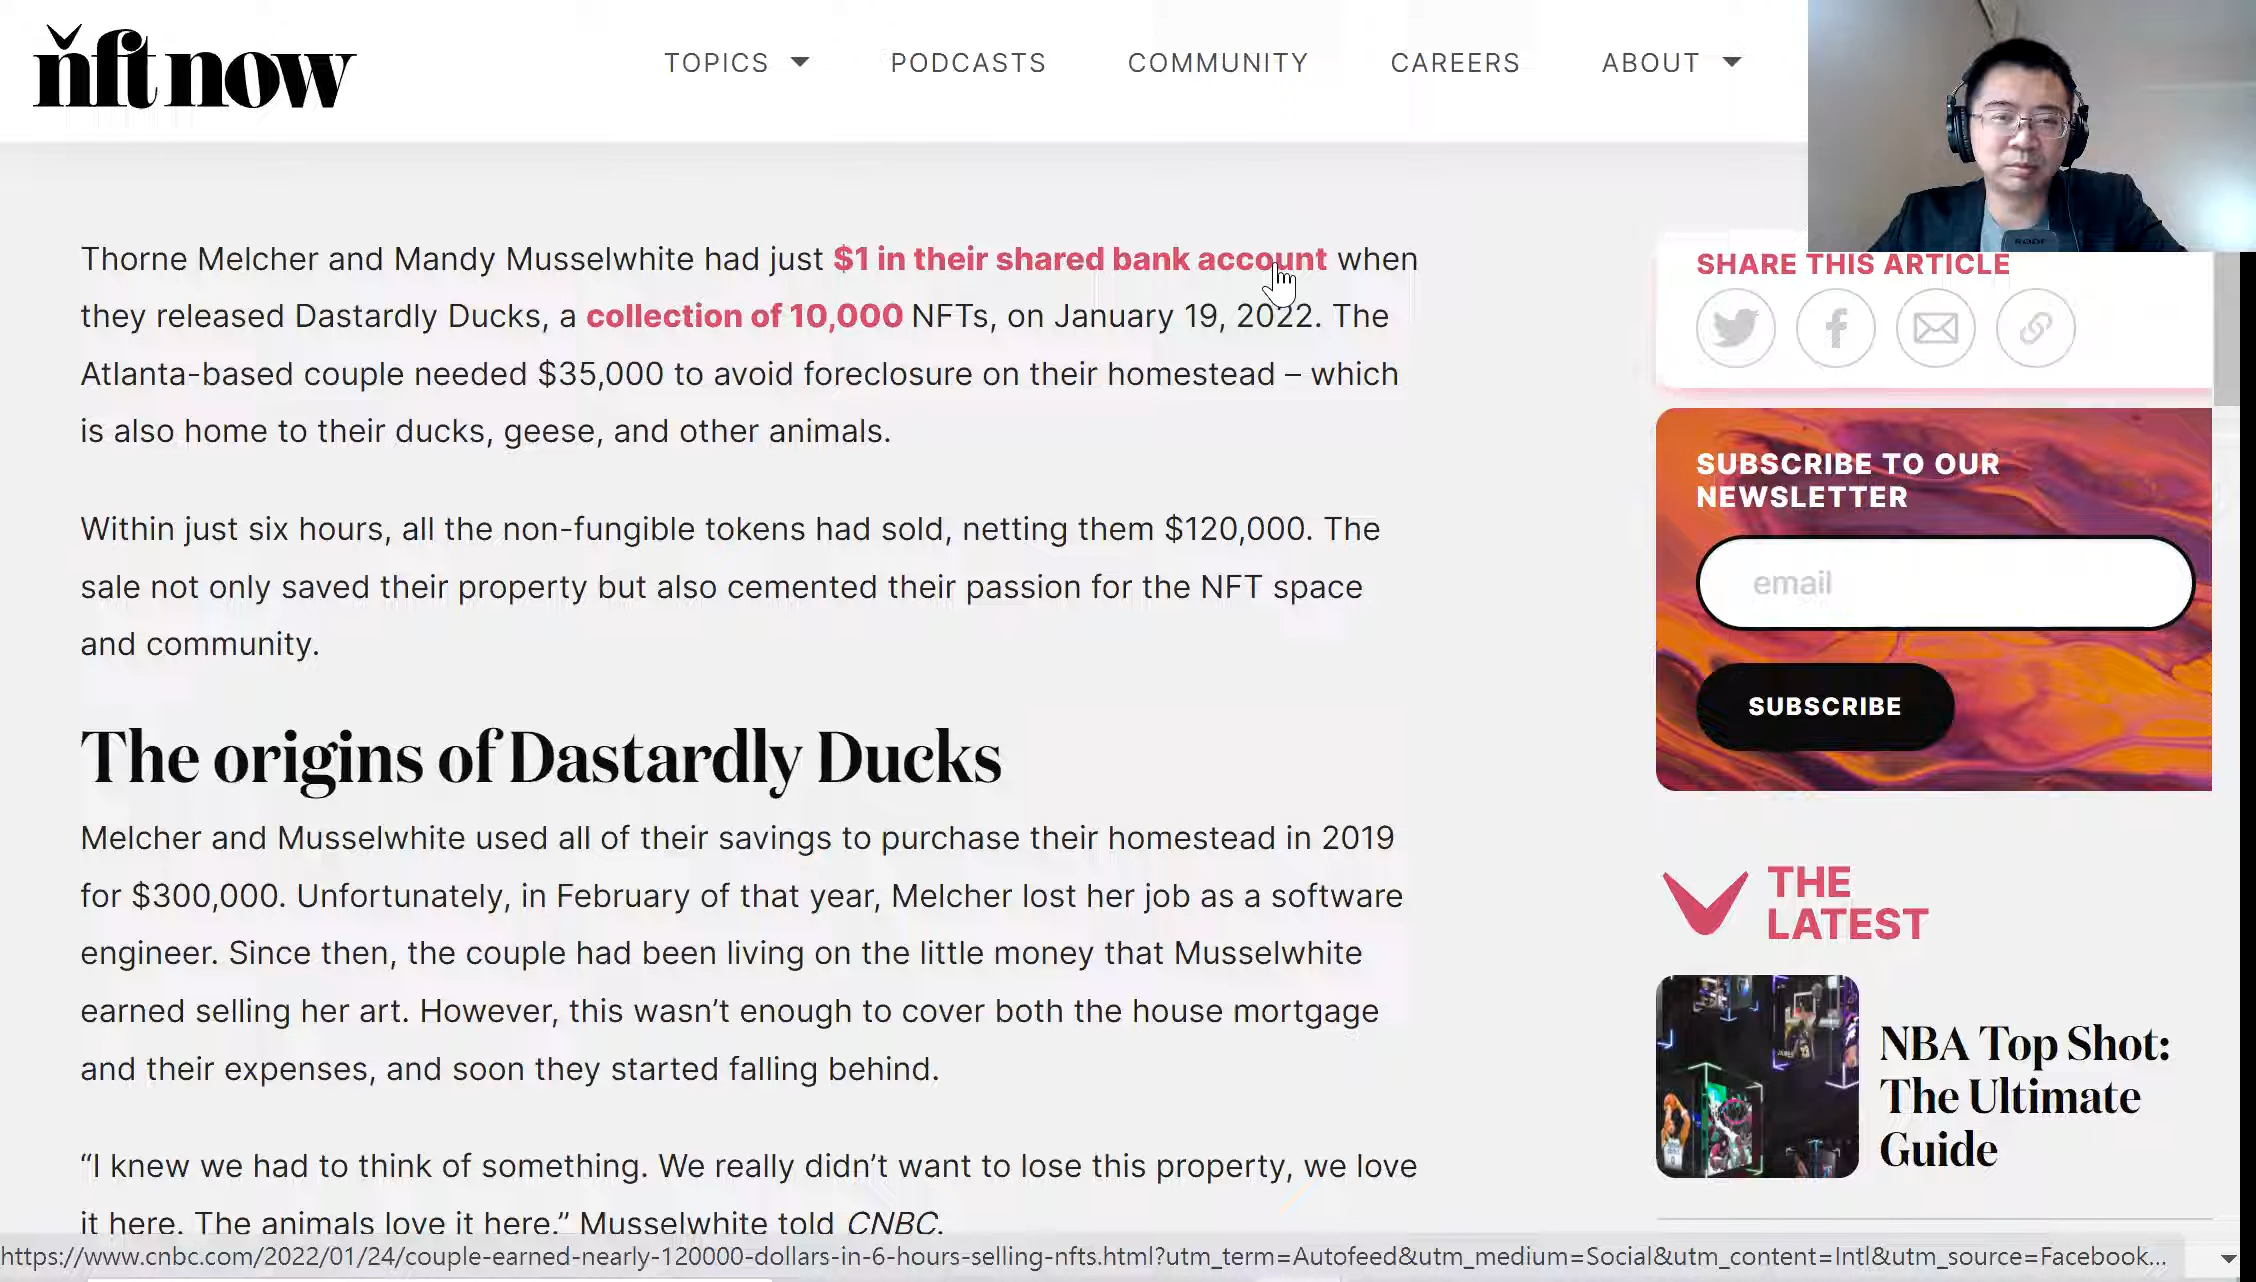 nft now
TOPICS
PODCASTS
COMMUNITY
CAREERS
ABOUT
Thorne Melcher and Mandy Musselwhite had just $1 in their shared bank account when
they released Dastardly Ducks, a collection of 10,000 NFTs, on January 19, 2022. The
Atlanta-based couple needed $35,000 to avoid foreclosure on their homestead – which
is also home to their ducks, geese, and other animals.
Within just six hours, all the non-fungible tokens had sold, netting them $120,000. The
sale not only saved their property but also cemented their passion for the NFT space
and community.
The origins of Dastardly Ducks
Melcher and Musselwhite used all of their savings to purchase their homestead in 2019
for $300,000. Unfortunately, in February of that year, Melcher lost her job as a software
engineer. Since then, the couple had been living on the little money that Musselwhite
earned selling her art. However, this wasn’t enough to cover both the house mortgage
and their expenses, and soon they started falling behind.
“I knew we had to think of something. We really didn’t want to lose this property, we love
it here. The animals love it here.” Musselwhite told CNBC.
RODE
SHARE THIS ARTICLE
SUBSCRIBE TO OUR
NEWSLETTER
email
SUBSCRIBE
THE
LATEST
NBA Top Shot:
The Ultimate
Guide
https://www.cnbc.com/2022/01/24/couple-earned-nearly-120000-dollars-in-6-hours-selling-nfts.html?utm_term=Autofeed&utm_medium=Social&utm_content=Intl&utm_source=Facebook...